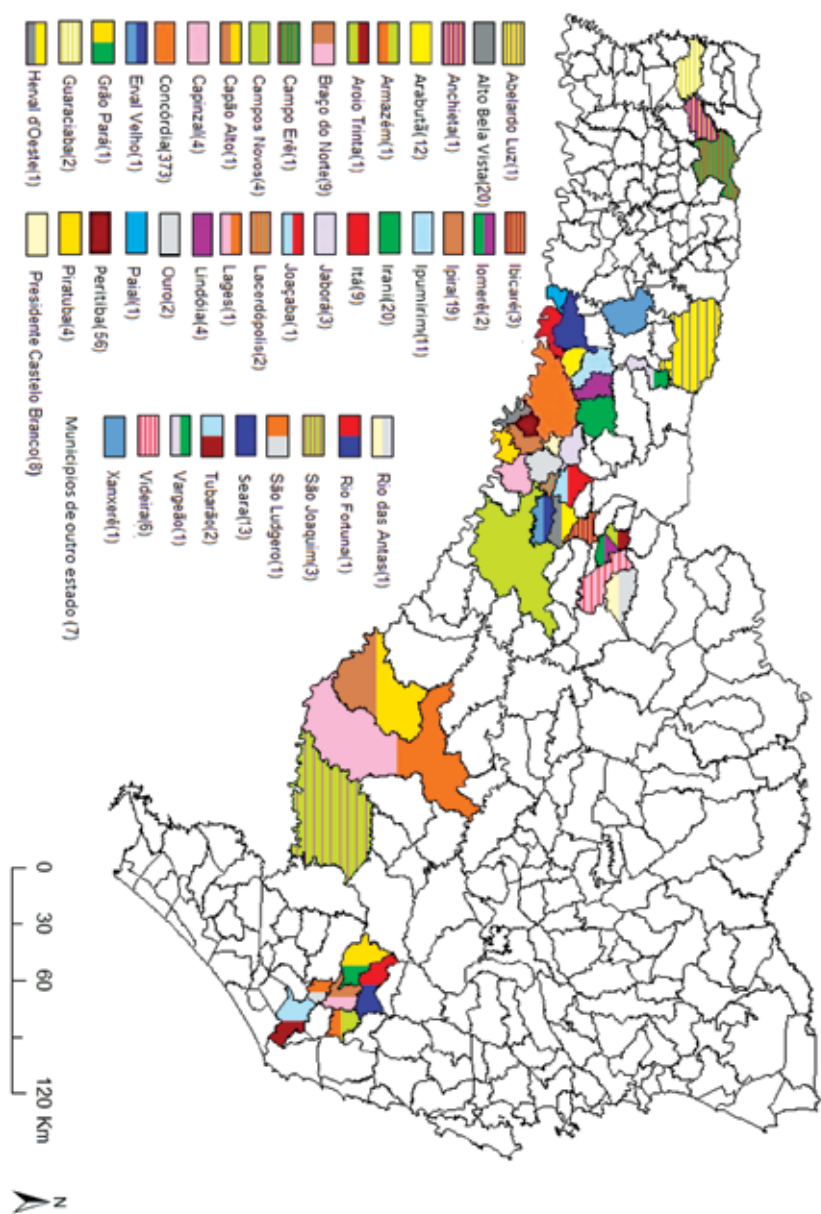 Abelardo Luz(1)
Alto Bela Vista(20)
Anchieta(1)
Arabutã(12)
Armazém(1)
Aroio Trinta(1)
Braço do Norte(9)
Campo Erê(1)
Campos Novos(4)
Capão Alto(1)
Capinzal(4)
Concórdia(373)
Erval Velho(1)
Grão Pará(1)
Guaraciaba(2)
Herval d'Oeste(1)
Ibicaré(3)
Iomerê(2)
Ipira(19)
Ipumirim(11)
Irani(20)
Itá(9)
Jaborá(3)
Joaçaba(1)
Lacerdópolis(2)
Lages(1)
Lindóia(4)
Ouro(2)
Paial(1)
Peritiba(56)
Piratuba(4)
Presidente Castelo Branco(8)
Rio das Antas(1)
Rio Fortuna(1)
São Joaquim(3)
São Ludgero(1)
Seara(13)
Tubarão(2)
Vargeão(1)
Videira(6)
Xanxerê(1)
Municípios de outro estado (7)
0 30 60 120 Km
N